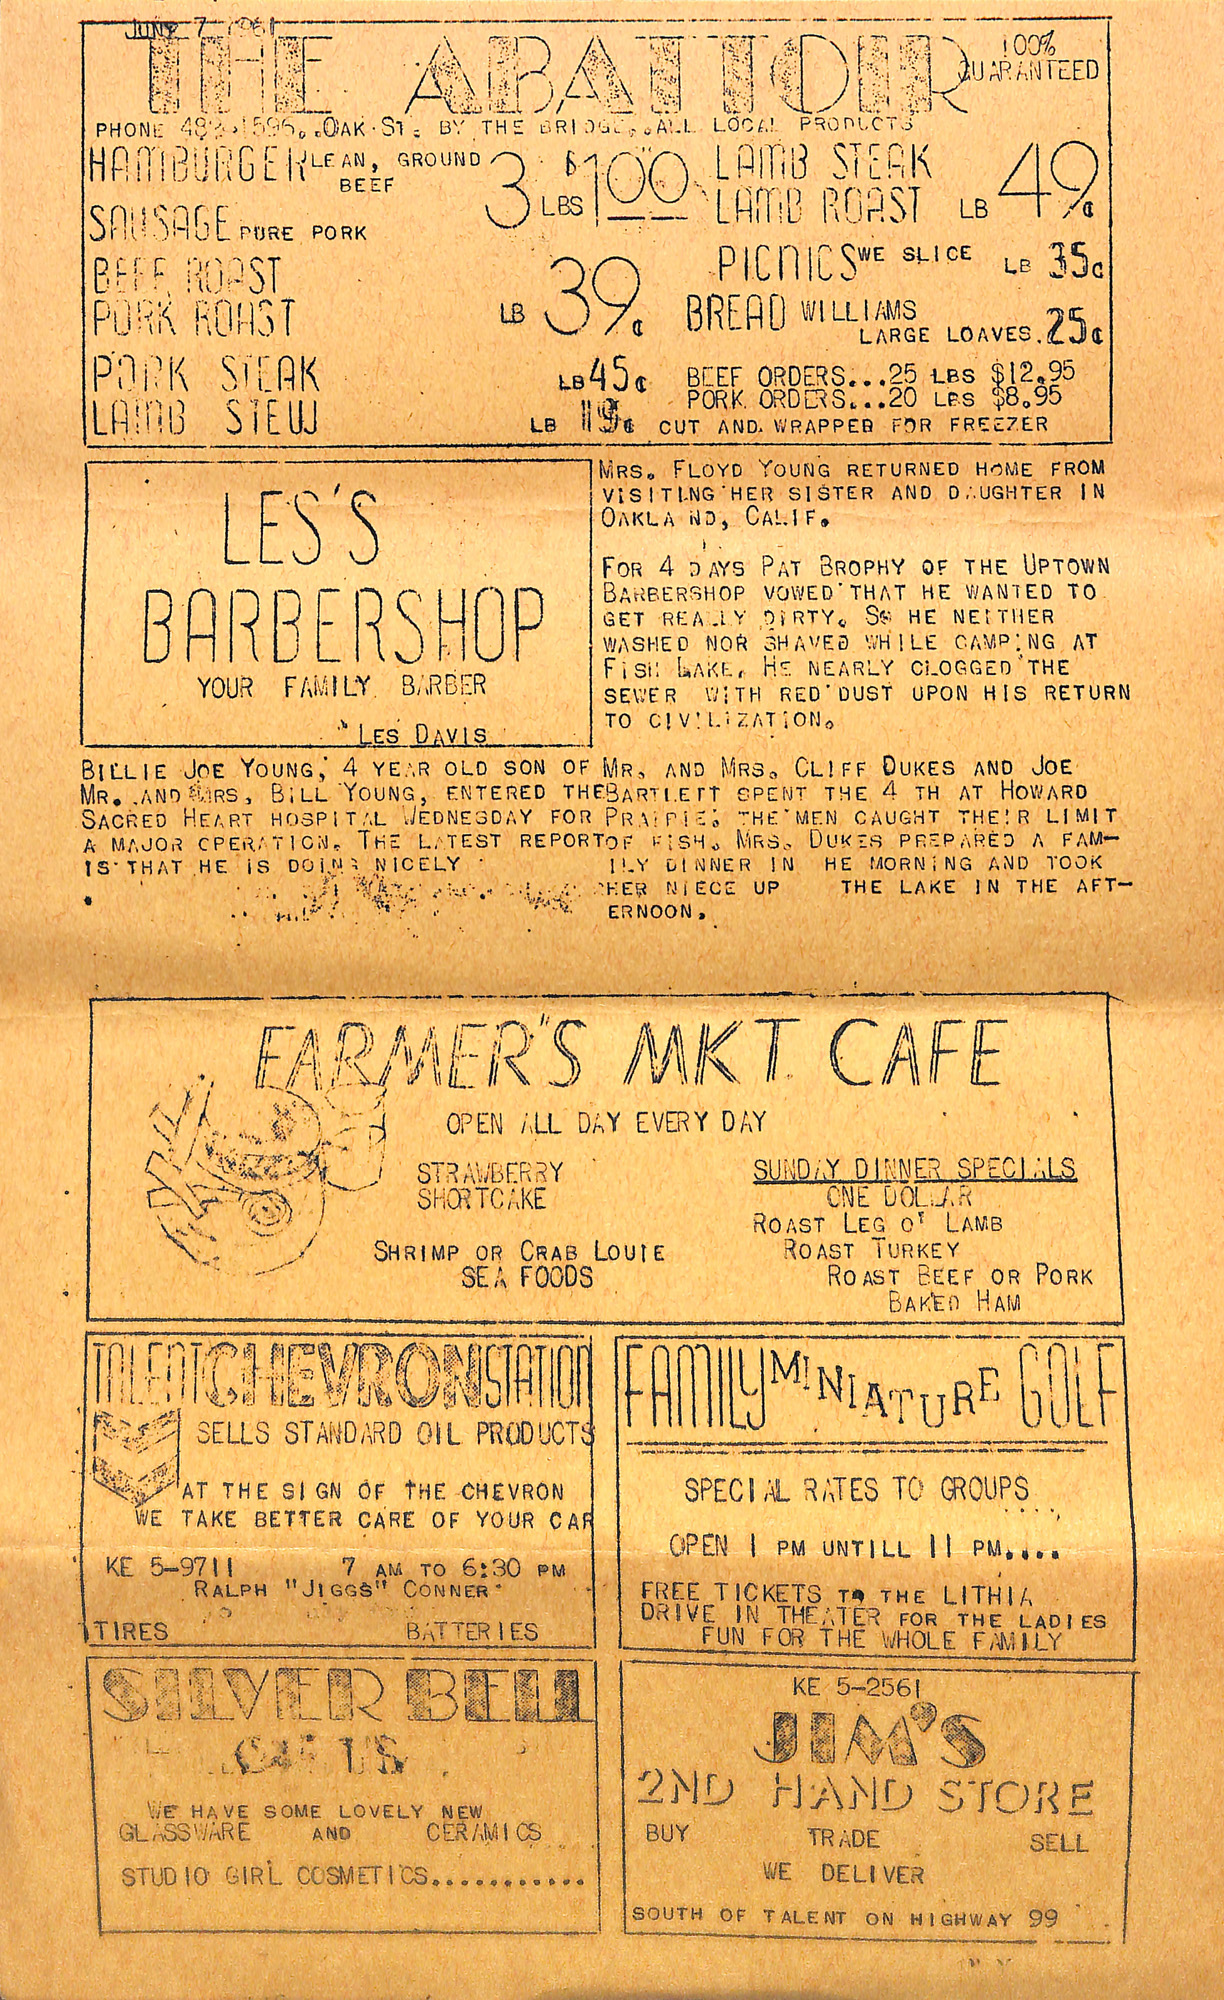 JUNY 7 1961
THE ABATTOIR 100%
GUARANTEED
PHONE 482-1596...OAK ST. BY THE BRIDGE...ALL LOCAL PRODUCTS
HAMBURGER LEAN, GROUND BEEF
SAUSAGE PURE PORK
3 LBS $1.00
BEEF ROAST
PORK ROAST
LB 39¢
PORK STEAK LB 45¢
LAMB STEW LB 19¢
LAMB STEAK
LAMB ROAST LB 49¢
PICNICS WE SLICE LB 35¢
BREAD WILLIAMS
LARGE LOAVES. 25¢
BEEF ORDERS...25 LBS $12.95
PORK ORDERS...20 LBS $8.95
CUT AND WRAPPED FOR FREEZER
LES'S
BARBERSHOP
YOUR FAMILY BARBER
LES DAVIS
MRS. FLOYD YOUNG RETURNED HOME FROM
VISITING HER SISTER AND DAUGHTER IN
OAKLAND, CALIF.
FOR 4 DAYS PAT BROPHY OF THE UPTOWN
BARBERSHOP VOWED THAT HE WANTED TO
GET REALLY DIRTY. SO HE NEITHER
WASHED NOR SHAVED WHILE CAMPING AT
FISH LAKE. HE NEARLY CLOGGED THE
SEWER WITH RED DUST UPON HIS RETURN
TO CIVILIZATION.
BILLIE JOE YOUNG, 4 YEAR OLD SON OF
MR. AND MRS. BILL YOUNG, ENTERED THE
SACRED HEART HOSPITAL WEDNESDAY FOR
A MAJOR OPERATION. THE LATEST REPORT
IS THAT HE IS DOING NICELY
MR. AND MRS. CLIFF DUKES AND JOE
BARTLETT SPENT THE 4 TH AT HOWARD
PRAIRIE. THE MEN CAUGHT THEIR LIMIT
OF FISH. MRS. DUKES PREPARED A FAM-
ILY DINNER IN HE MORNING AND TOOK
HER NIECE UP THE LAKE IN THE AFT-
ERNOON.
FARMER'S MKT. CAFE
OPEN ALL DAY EVERY DAY
STRAWBERRY
SHORTCAKE
SHRIMP OR CRAB LOUIE
SEA FOODS
SUNDAY DINNER SPECIALS
ONE DOLLAR
ROAST LEG OF LAMB
ROAST TURKEY
ROAST BEEF OR PORK
BAKED HAM
TALENT CHEVRON STATION
SELLS STANDARD OIL PRODUCTS
AT THE SIGN OF THE CHEVRON
WE TAKE BETTER CARE OF YOUR CAR
KE 5-9711 7 AM TO 6:30 PM
RALPH "JIGGS" CONNER
TIRES BATTERIES
FAMILY MINIATURE GOLF
SPECIAL RATES TO GROUPS
OPEN 1 PM UNTILL 11 PM....
FREE TICKETS TO THE LITHIA
DRIVE IN THEATER FOR THE LADIES
FUN FOR THE WHOLE FAMILY
SILVER BELL
WE HAVE SOME LOVELY NEW
GLASSWARE AND CERAMICS
STUDIO GIRL COSMETICS............
KE 5-2561
JIM'S
2ND HAND STORE
BUY TRADE SELL
WE DELIVER
SOUTH OF TALENT ON HIGHWAY 99